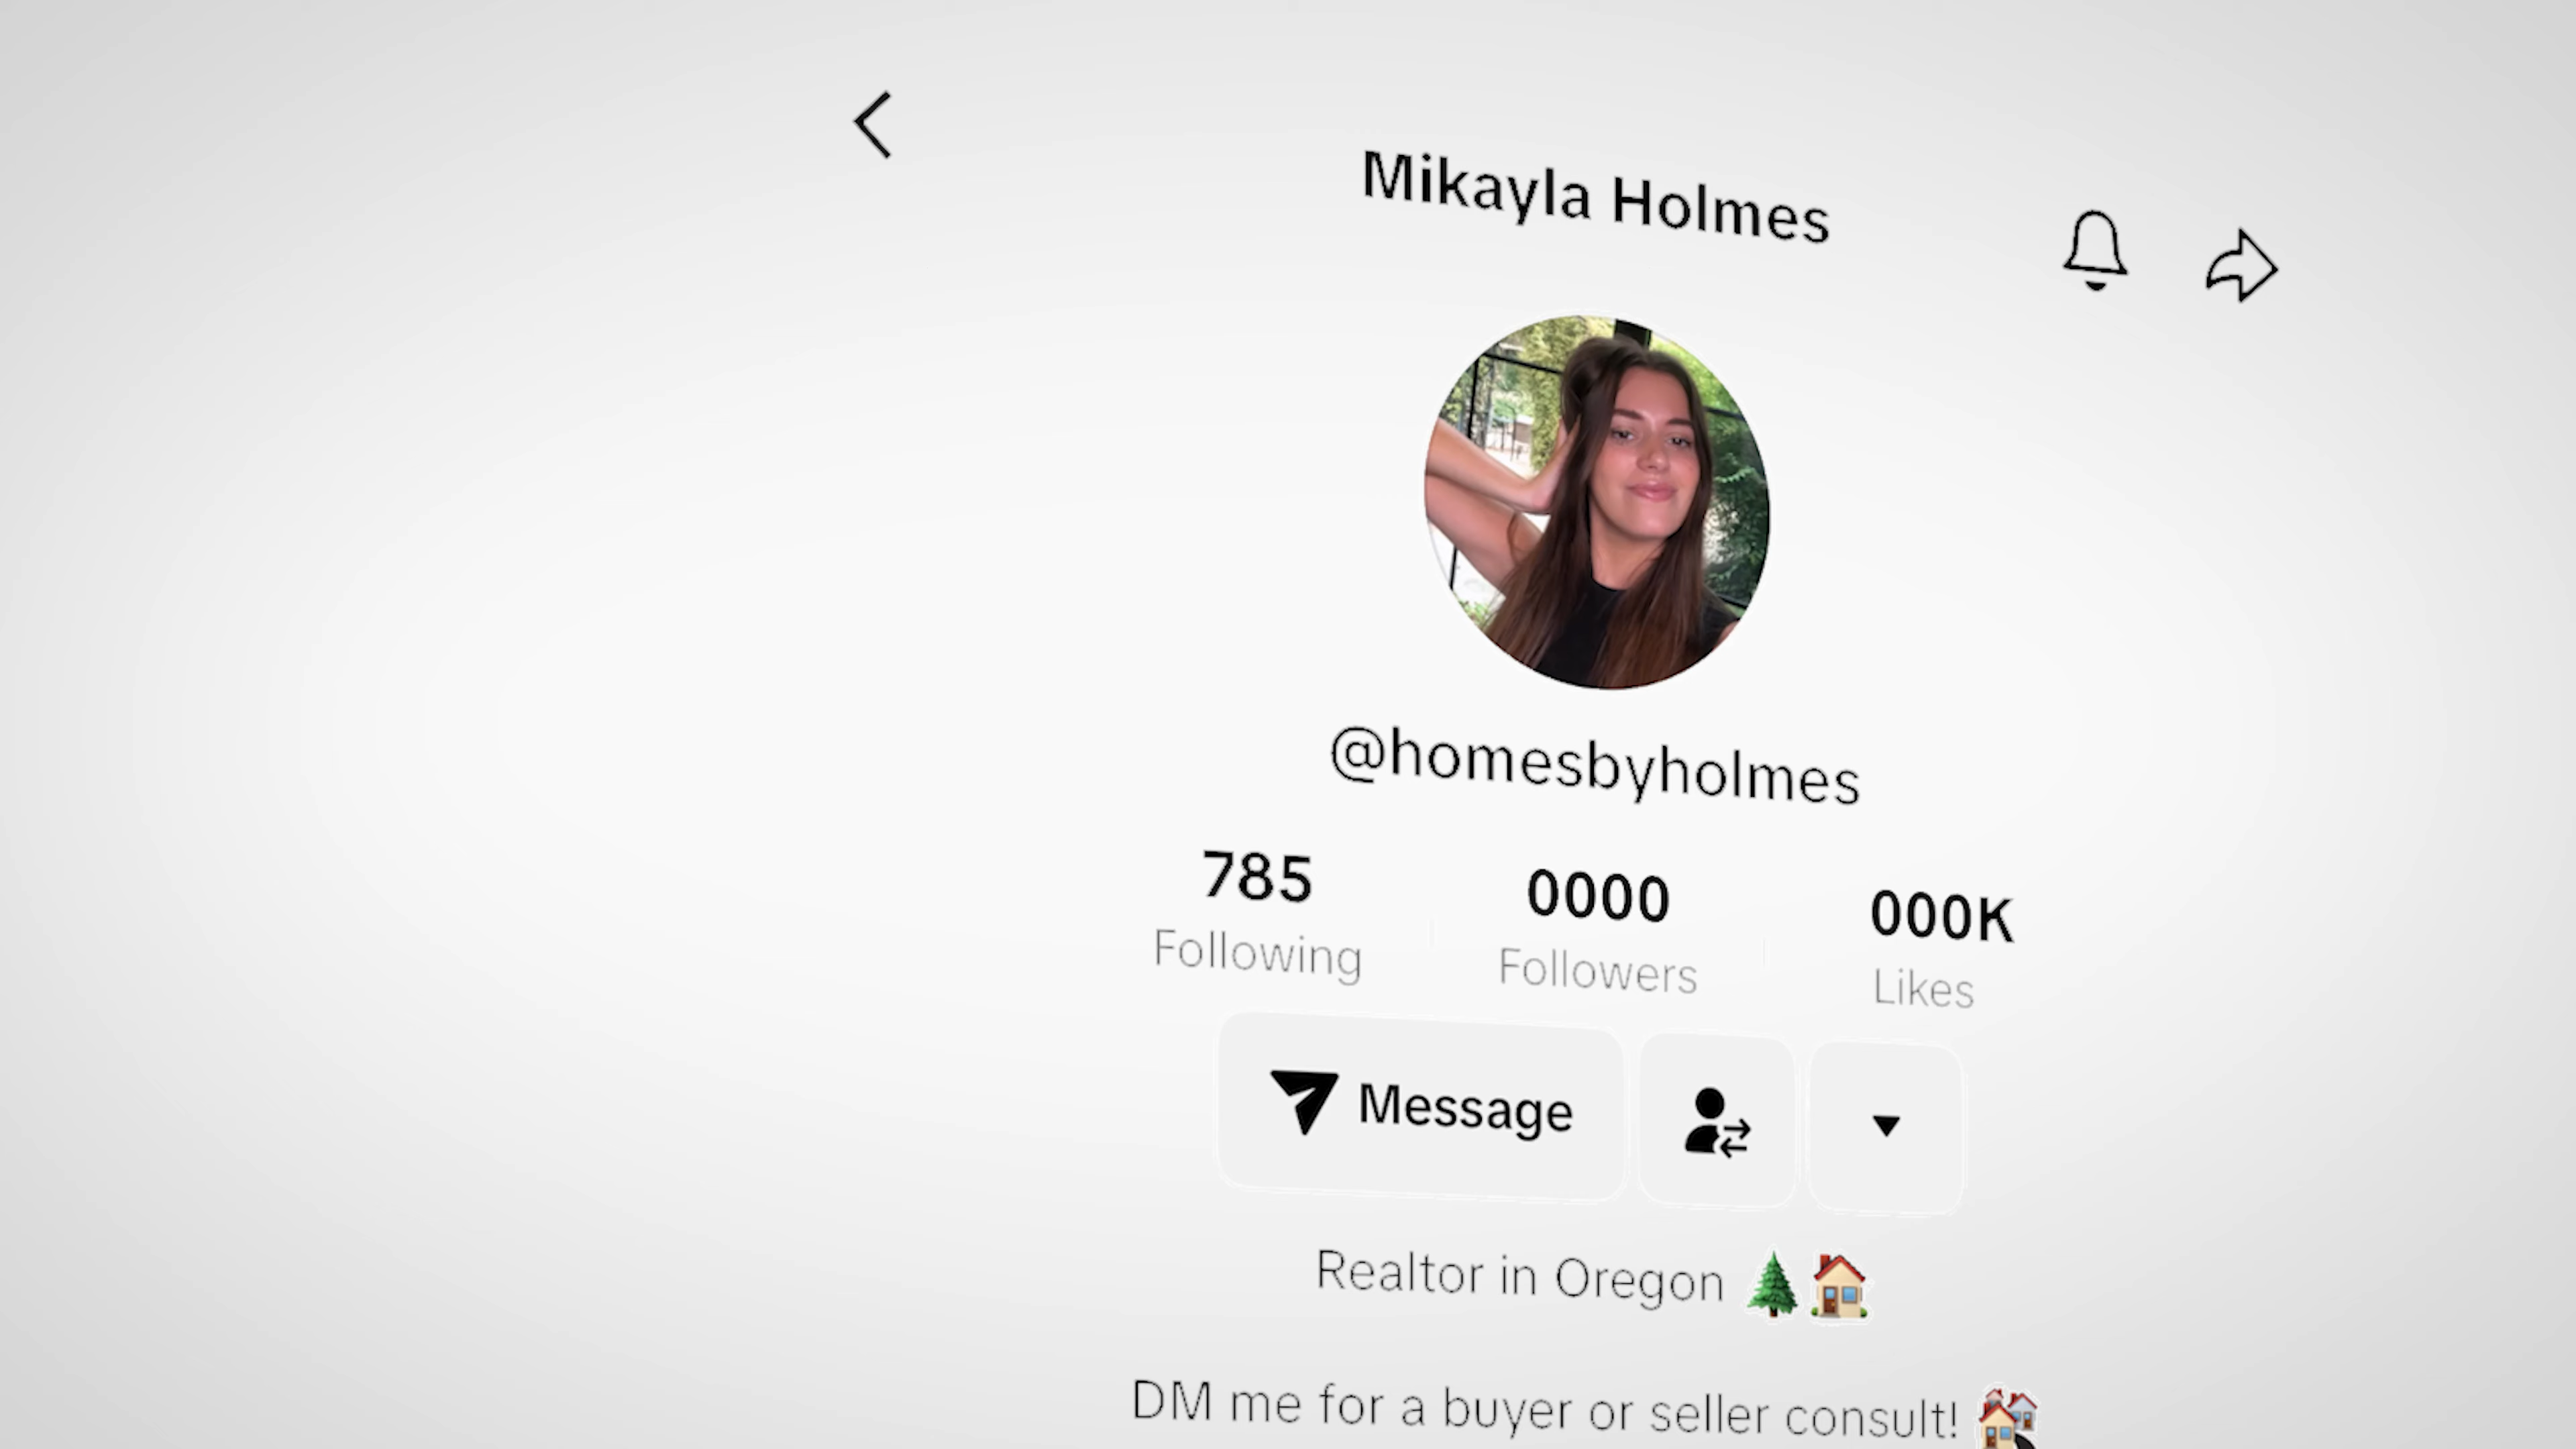 Mikayla Holmes
@homesbyholmes
785 0000 000K
Following Followers Likes
Message
Realtor in Oregon 🌲🏠
DM me for a buyer or seller consult! 🏘️